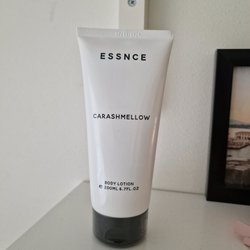 ESSNCE
CARASHMELLOW
BODY LOTION
℮ 200ML 6.7FL.OZ